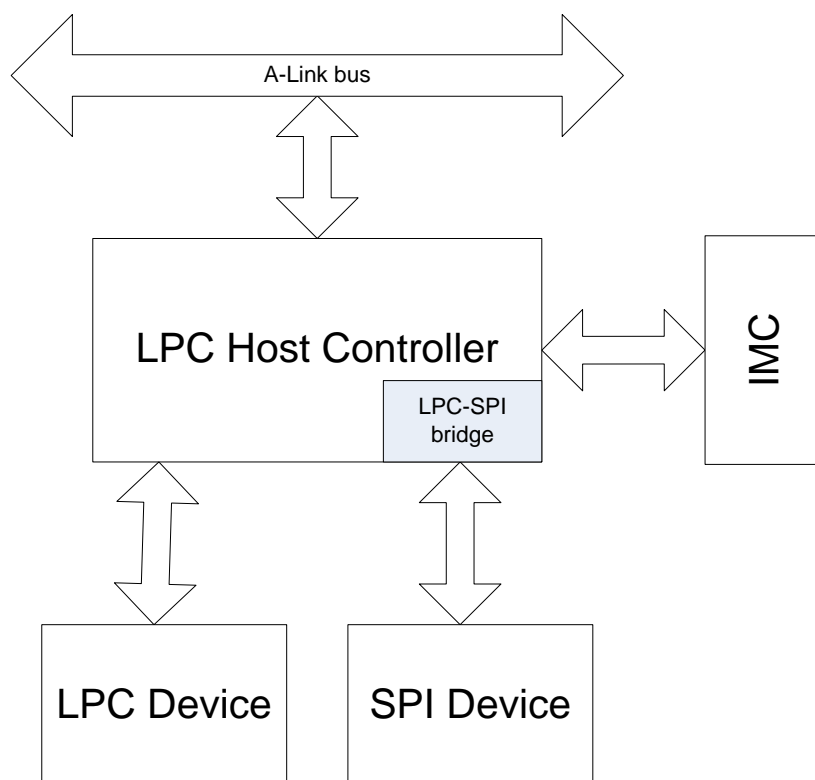 A-Link bus
LPC Host Controller
IMC
LPC-SPI
bridge
LPC Device
SPI Device